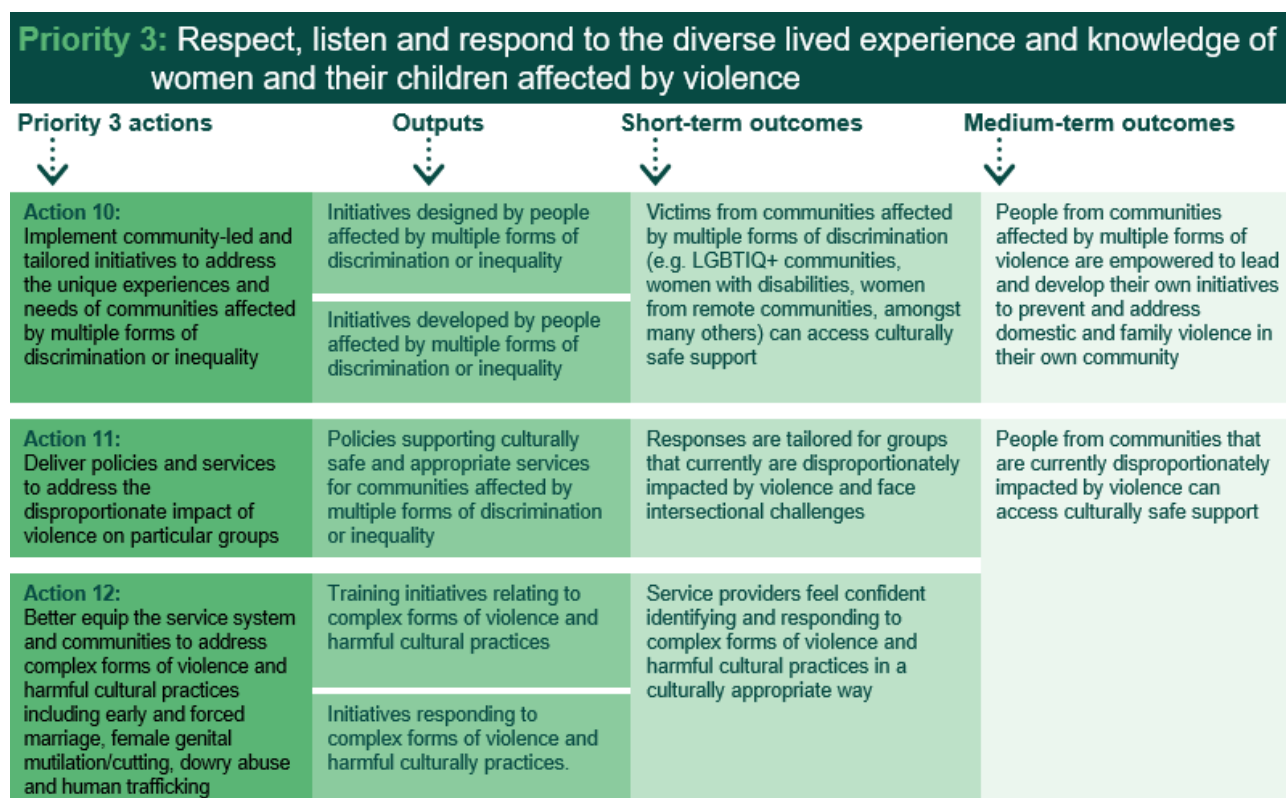 Priority 3: Respect, listen and respond to the diverse lived experience and knowledge of
women and their children affected by violence
Priority 3 actions
Outputs
Short-term outcomes
Medium-term outcomes
Action 10:
Implement community-led and
tailored initiatives to address
the unique experiences and
needs of communities affected
by multiple forms of
discrimination or inequality
Initiatives designed by people
affected by multiple forms of
discrimination or inequality
Initiatives developed by people
affected by multiple forms of
discrimination or inequality
Victims from communities affected
by multiple forms of discrimination
(e.g. LGBTIQ+ communities,
women with disabilities, women
from remote communities, amongst
many others) can access culturally
safe support
People from communities
affected by multiple forms of
violence are empowered to lead
and develop their own initiatives
to prevent and address
domestic and family violence in
their own community
Action 11:
Deliver policies and services
to address the
disproportionate impact of
violence on particular groups
Policies supporting culturally
safe and appropriate services
for communities affected by
multiple forms of discrimination
or inequality
Responses are tailored for groups
that currently are disproportionately
impacted by violence and face
intersectional challenges
People from communities that
are currently disproportionately
impacted by violence can
access culturally safe support
Action 12:
Better equip the service system
and communities to address
complex forms of violence and
harmful cultural practices
including early and forced
marriage, female genital
mutilation/cutting, dowry abuse
and human trafficking
Training initiatives relating to
complex forms of violence and
harmful cultural practices
Initiatives responding to
complex forms of violence and
harmful culturally practices.
Service providers feel confident
identifying and responding to
complex forms of violence and
harmful cultural practices in a
culturally appropriate way